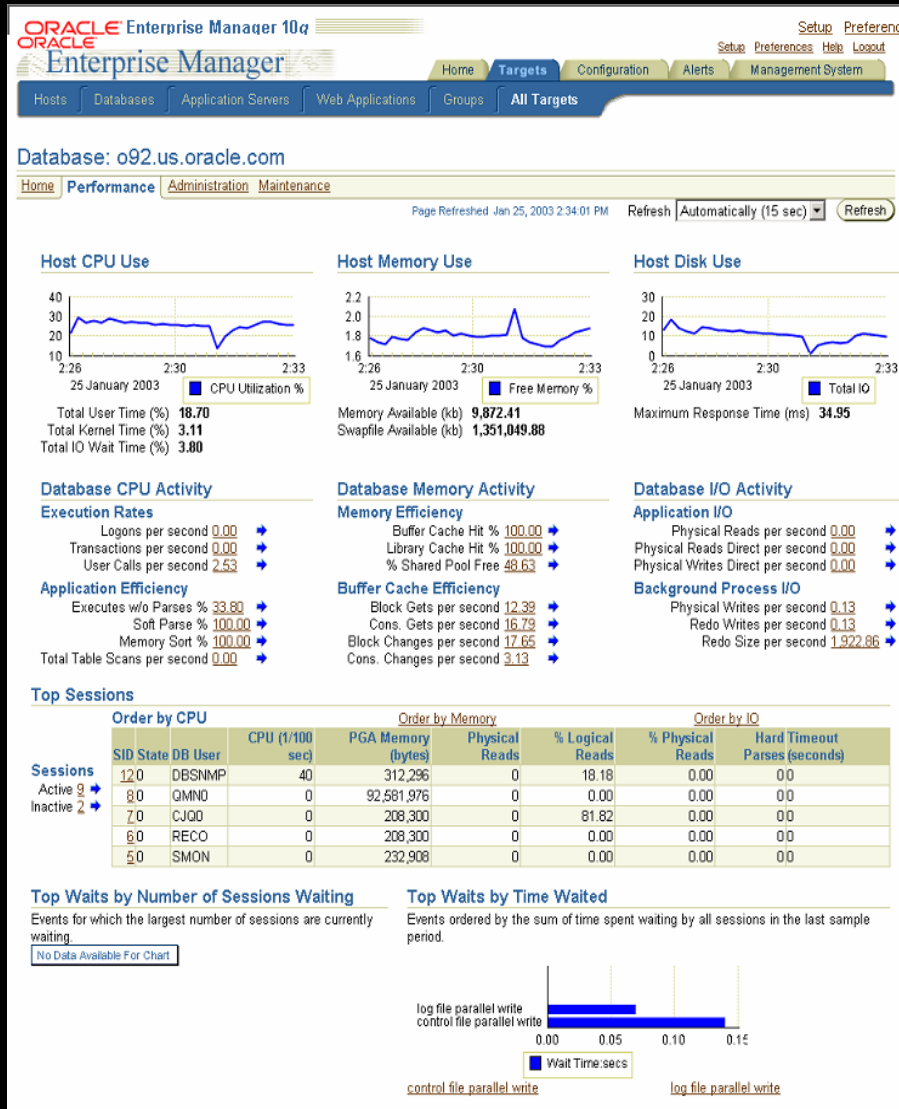 ORACLE Enterprise Manager 10g
Setup Preferenc
ORACLE
Enterprise Manager
Setup Preferences Help Logout
Home Targets Configuration Alerts Management System
Hosts Databases Application Servers Web Applications Groups All Targets
Database: o92.us.oracle.com
Home Performance Administration Maintenance
Page Refreshed Jan 25, 2003 2:34:01 PM Refresh Automatically (15 sec) Refresh
Host CPU Use
40
30
20
10
2:26 2:30 2:33
25 January 2003 CPU Utilization %
Total User Time (%) 18.70
Total Kernel Time (%) 3.11
Total IO Wait Time (%) 3.80
Host Memory Use
2.2
2.0
1.8
1.6
2:26 2:30 2:33
25 January 2003 Free Memory %
Memory Available (kb) 9,872.41
Swapfile Available (kb) 1,351,049.88
Host Disk Use
30
20
10
0
2:26 2:30 2:33
25 January 2003 Total IO
Maximum Response Time (ms) 34.95
Database CPU Activity
Execution Rates
Logons per second 0.00
Transactions per second 0.00
User Calls per second 2.53
Application Efficiency
Executes w/o Parses % 33.80
Soft Parse % 100.00
Memory Sort % 100.00
Total Table Scans per second 0.00
Database Memory Activity
Memory Efficiency
Buffer Cache Hit % 100.00
Library Cache Hit % 100.00
% Shared Pool Free 48.63
Buffer Cache Efficiency
Block Gets per second 12.39
Cons. Gets per second 16.79
Block Changes per second 17.65
Cons. Changes per second 3.13
Database I/O Activity
Application I/O
Physical Reads per second 0.00
Physical Reads Direct per second 0.00
Physical Writes Direct per second 0.00
Background Process I/O
Physical Writes per second 0.13
Redo Writes per second 0.13
Redo Size per second 1,922.86
Top Sessions
Order by CPU Order by Memory Order by IO
SID State DB User CPU (1/100 sec) PGA Memory (bytes) Physical Reads % Logical Reads % Physical Reads Hard Parses Timeout (seconds)
Sessions
Active 9
Inactive 2
12 0 DBSNMP 40 312,296 0 18.18 0.00 0 0
8 0 QMN0 0 92,581,976 0 0.00 0.00 0 0
7 0 CJQ0 0 208,300 0 81.82 0.00 0 0
6 0 RECO 0 208,300 0 0.00 0.00 0 0
5 0 SMON 0 232,908 0 0.00 0.00 0 0
Top Waits by Number of Sessions Waiting
Events for which the largest number of sessions are currently
waiting.
No Data Available For Chart
Top Waits by Time Waited
Events ordered by the sum of time spent waiting by all sessions in the last sample
period.
log file parallel write
control file parallel write
0.00 0.05 0.10 0.15
Wait Time:secs
control file parallel write log file parallel write